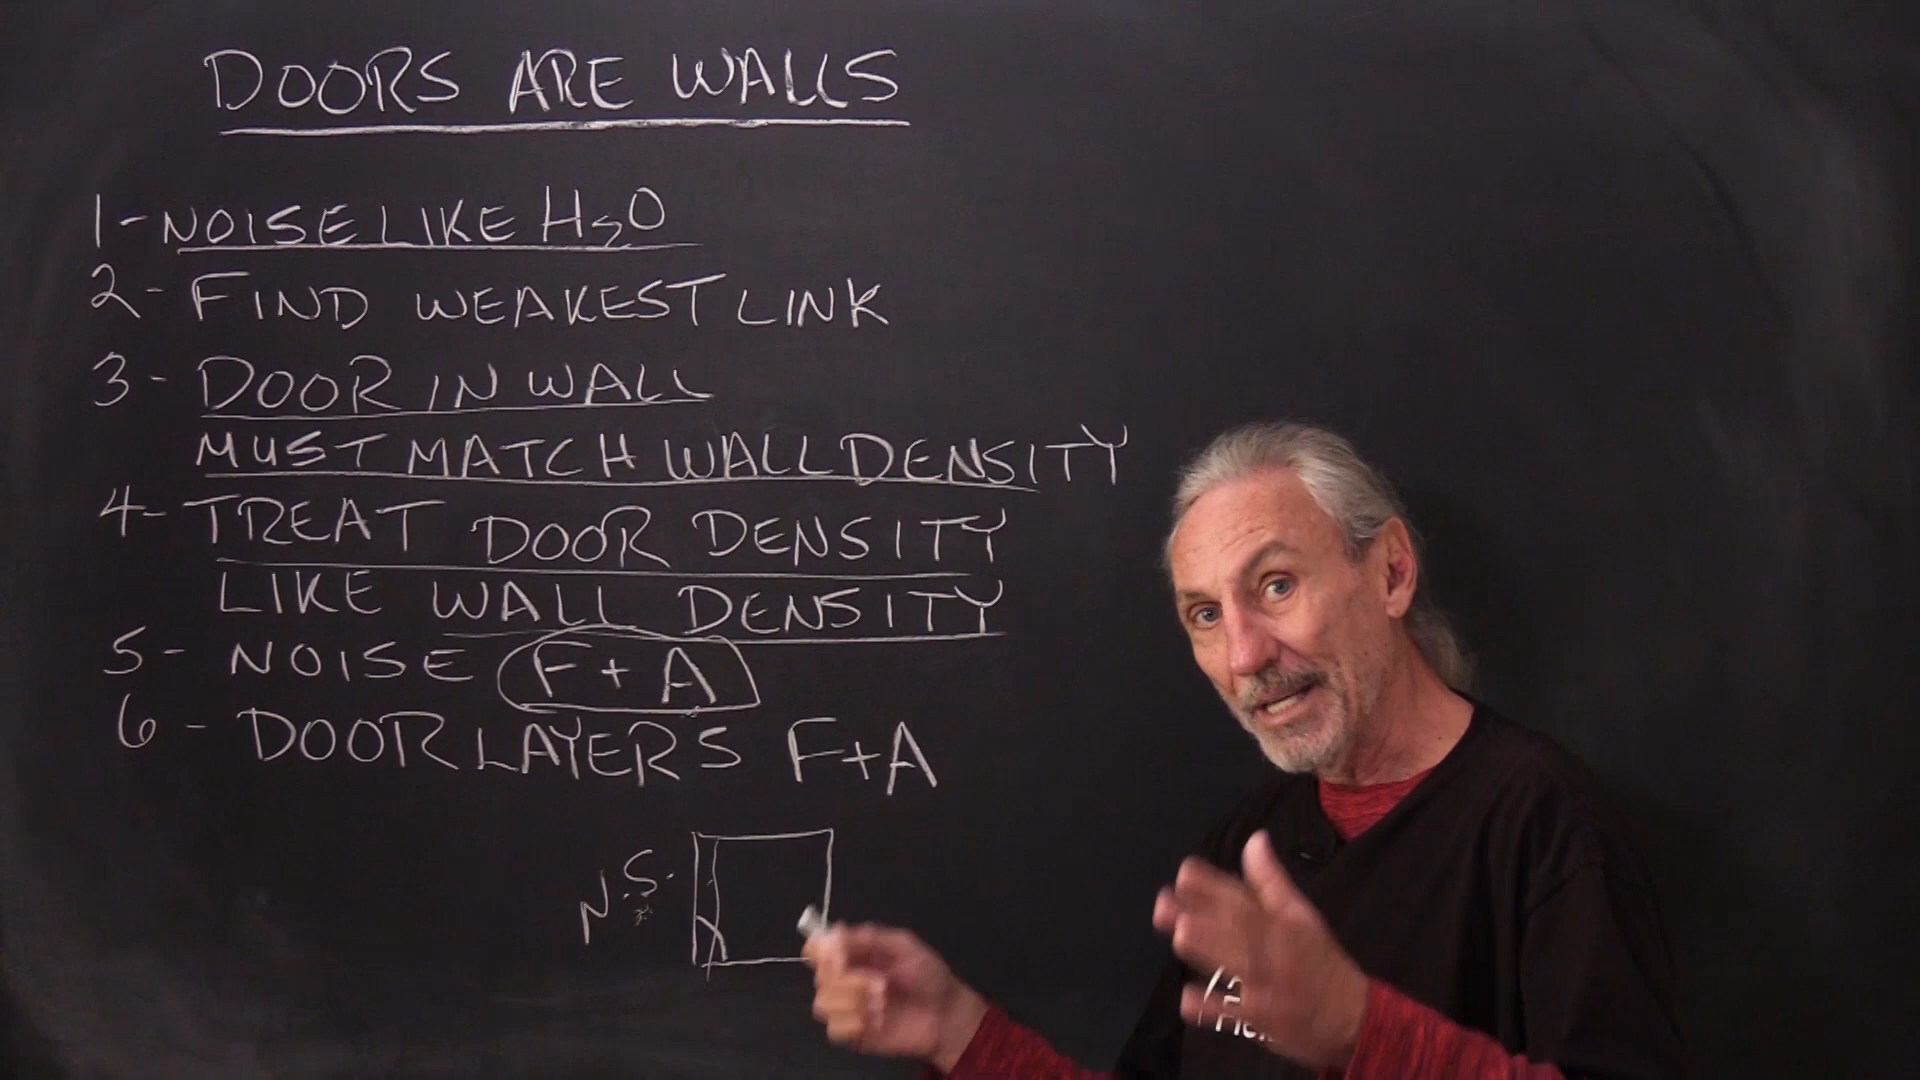 DOORS ARE WALLS
1- NOISE LIKE H2O
2- FIND WEAKEST LINK
3- DOOR IN WALL
MUST MATCH WALL DENSITY
4- TREAT DOOR DENSITY
LIKE WALL DENSITY
5- NOISE F + A
6- DOOR LAYERS F+A
N.S.